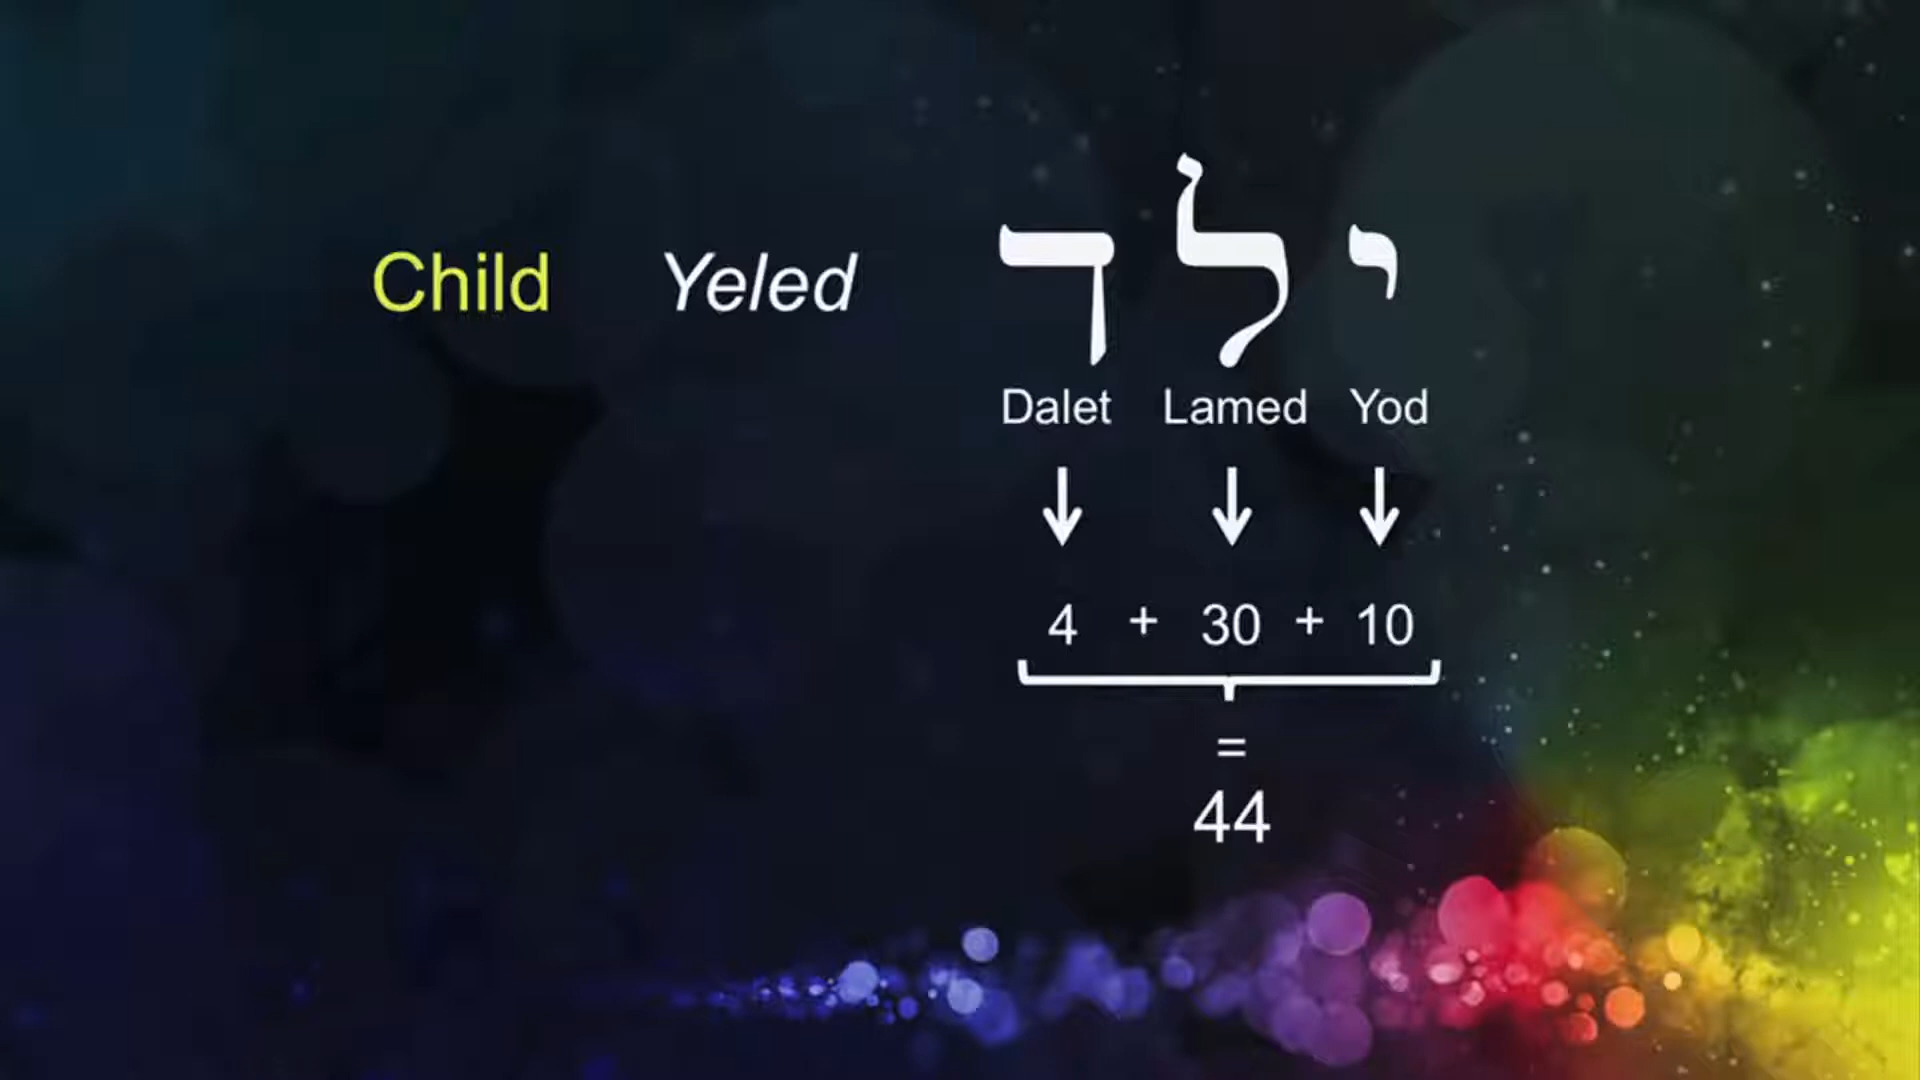 Child Yeled ילד
Dalet Lamed Yod
↓ ↓ ↓
4 + 30 + 10
=
44